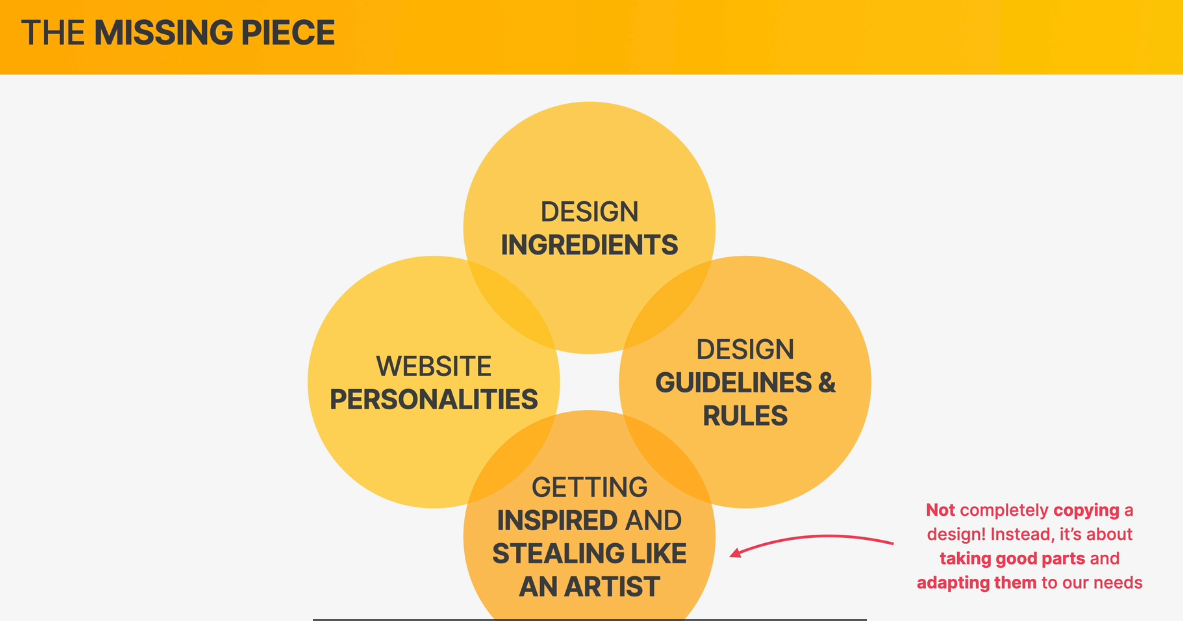 THE MISSING PIECE
DESIGN
INGREDIENTS
WEBSITE
PERSONALITIES
DESIGN
GUIDELINES &
RULES
GETTING
INSPIRED AND
STEALING LIKE
AN ARTIST
Not completely copying a
design! Instead, it’s about
taking good parts and
adapting them to our needs